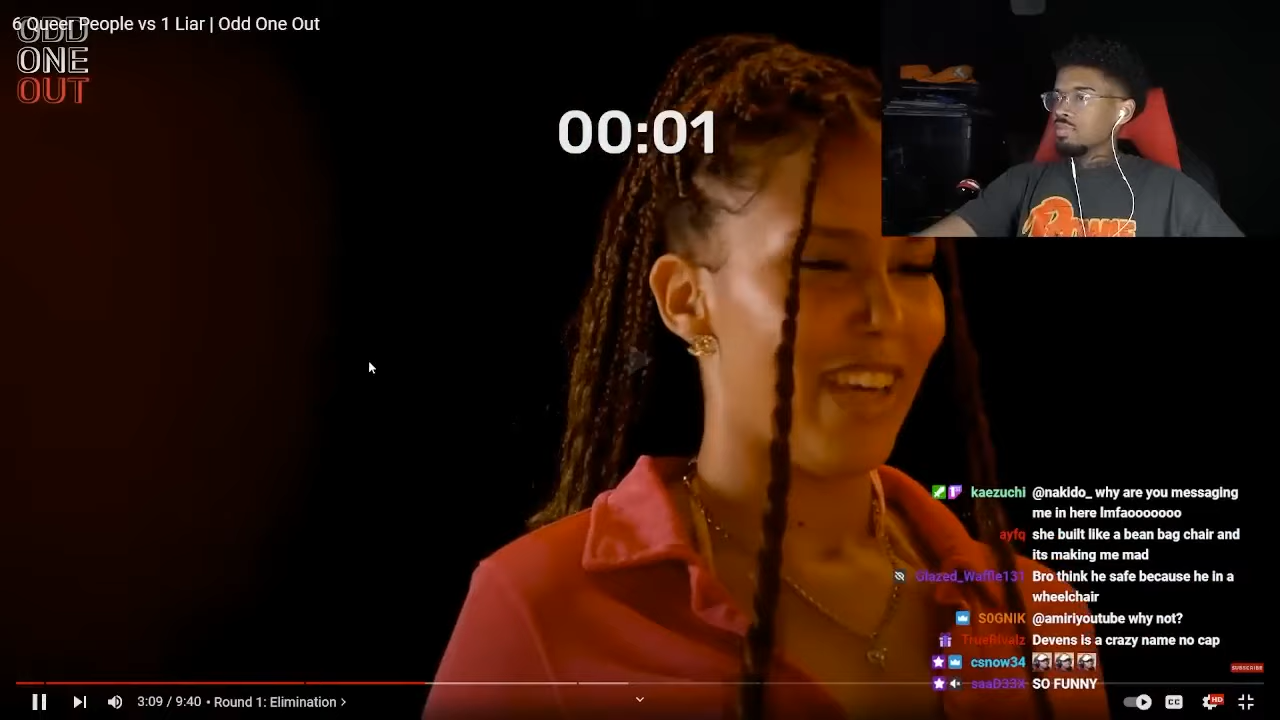 6 Queer People vs 1 Liar | Odd One Out
ODD
ONE
OUT
00:01
kaezuchi @nakido_ why are you messaging
me in here lmfaooooooo
ayfq she built like a bean bag chair and
its making me mad
Glazed_Waffle131 Bro think he safe because he in a
wheelchair
S0GNIK @amiriyoutube why not?
TrueRivalz Devens is a crazy name no cap
csnow34
saaD33X SO FUNNY
SUBSCRIBE
3:09 / 9:40 • Round 1: Elimination >
CC
HD